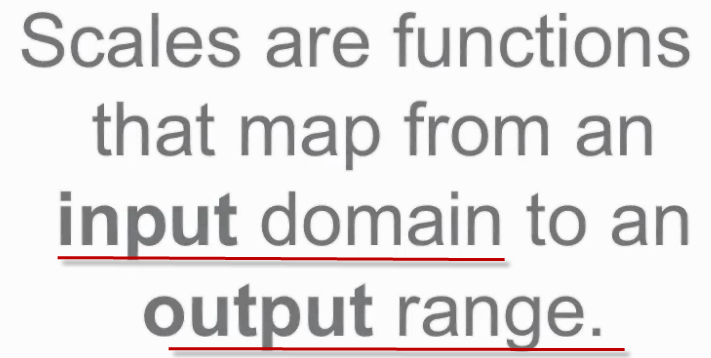 Scales are functions
that map from an
input domain to an
output range.